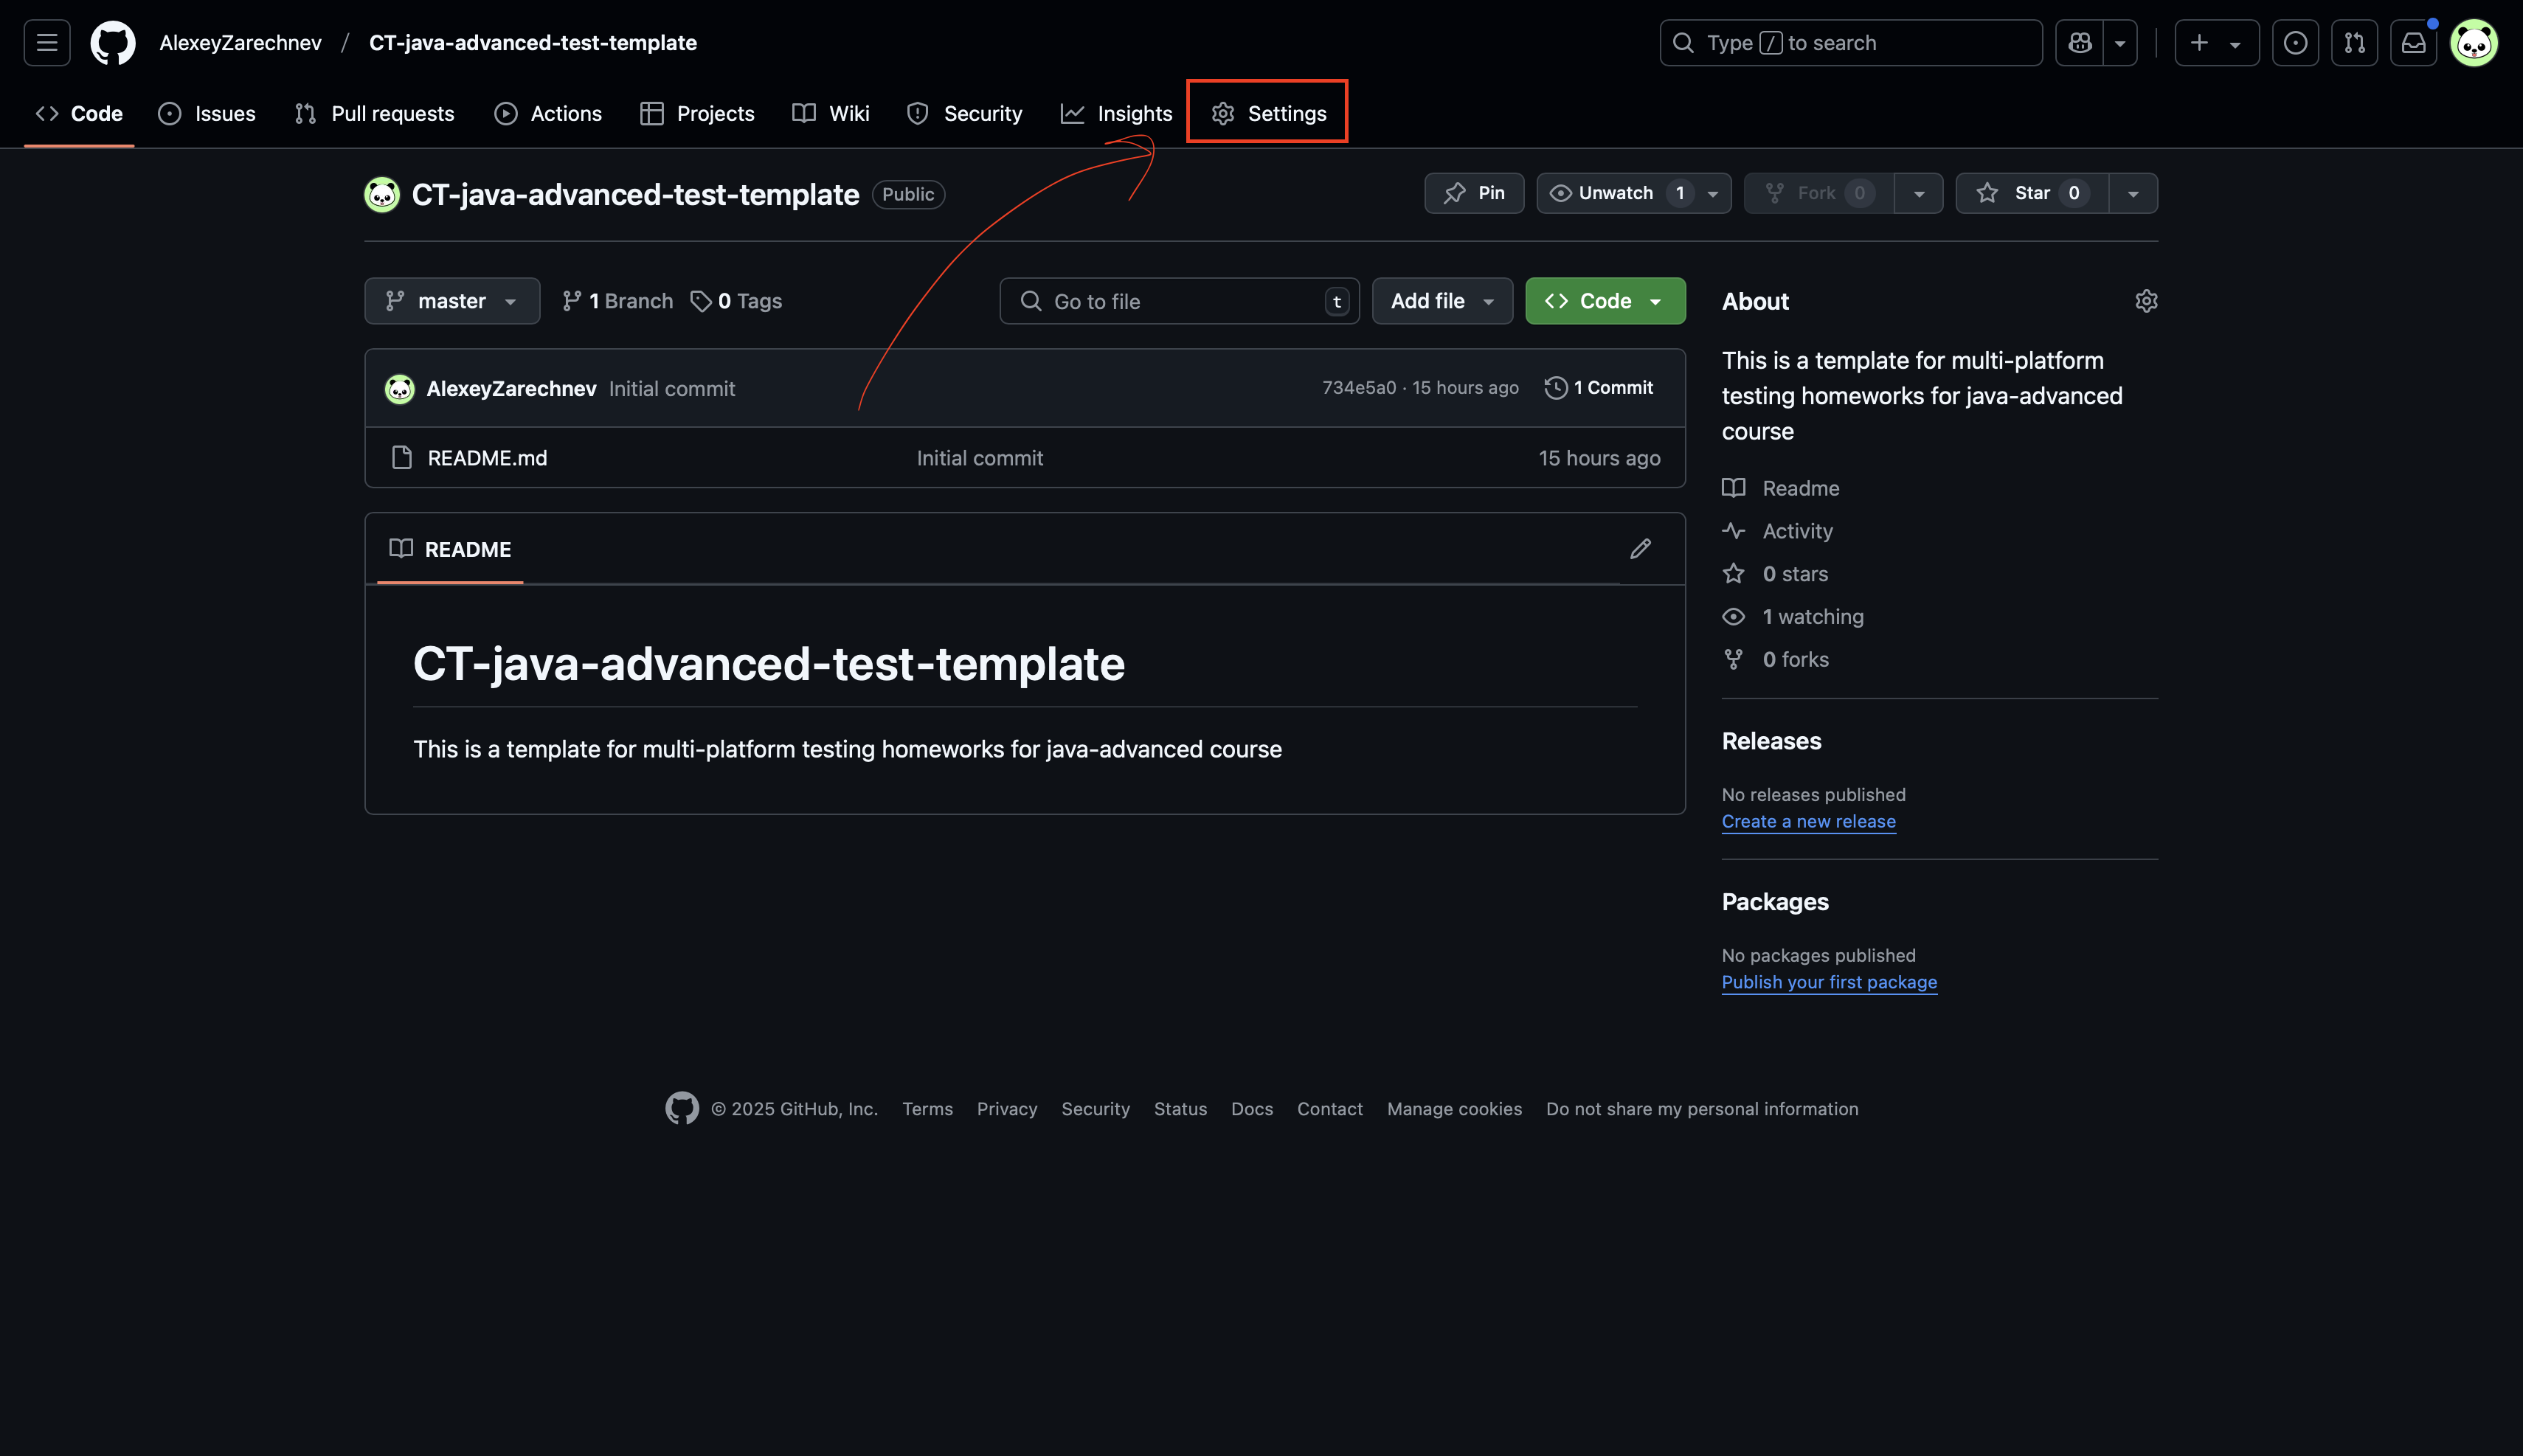 AlexeyZarechnev / CT-java-advanced-test-template
Type / to search
Code Issues Pull requests Actions Projects Wiki Security Insights Settings
CT-java-advanced-test-template Public
Pin Unwatch 1 Fork 0 Star 0
master 1 Branch 0 Tags Go to file t Add file Code
AlexeyZarechnev Initial commit 734e5a0 · 15 hours ago 1 Commit
README.md Initial commit 15 hours ago
README
CT-java-advanced-test-template
This is a template for multi-platform testing homeworks for java-advanced course
About
This is a template for multi-platform
testing homeworks for java-advanced
course
Readme
Activity
0 stars
1 watching
0 forks
Releases
No releases published
Create a new release
Packages
No packages published
Publish your first package
© 2025 GitHub, Inc. Terms Privacy Security Status Docs Contact Manage cookies Do not share my personal information